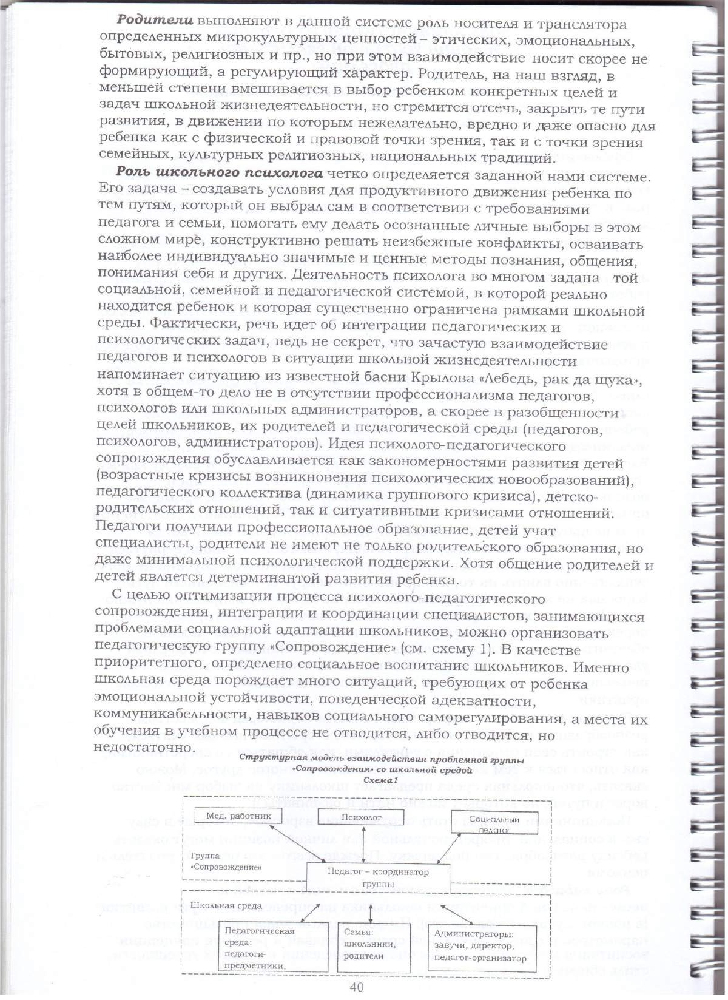 Родители выполняют в данной системе роль носителя и транслятора
определенных микрокультурных ценностей – этических, эмоциональных,
бытовых, религиозных и пр., но при этом взаимодействие носит скорее не
формирующий, а регулирующий характер. Родитель, на наш взгляд, в
меньшей степени вмешивается в выбор ребенком конкретных целей и
задач школьной жизнедеятельности, но стремится отсечь, закрыть те пути
развития, в движении по которым нежелательно, вредно и даже опасно для
ребенка как с физической и правовой точки зрения, так и с точки зрения
семейных, культурных религиозных, национальных традиций.
Роль школьного психолога четко определяется заданной нами системе.
Его задача – создавать условия для продуктивного движения ребенка по
тем путям, который он выбрал сам в соответствии с требованиями
педагога и семьи, помогать ему делать осознанные личные выборы в этом
сложном мире, конструктивно решать неизбежные конфликты, осваивать
наиболее индивидуально значимые и ценные методы познания, общения,
понимания себя и других. Деятельность психолога во многом задана той
социальной, семейной и педагогической системой, в которой реально
находится ребенок и которая существенно ограничена рамками школьной
среды. Фактически, речь идет об интеграции педагогических и
психологических задач, ведь не секрет, что зачастую взаимодействие
педагогов и психологов в ситуации школьной жизнедеятельности
напоминает ситуацию из известной басни Крылова «Лебедь, рак да щука»,
хотя в общем-то дело не в отсутствии профессионализма педагогов,
психологов или школьных администраторов, а скорее в разобщенности
целей школьников, их родителей и педагогической среды (педагогов,
психологов, администраторов). Идея психолого-педагогического
сопровождения обуславливается как закономерностями развития детей
(возрастные кризисы возникновения психологических новообразований),
педагогического коллектива (динамика группового кризиса), детско-
родительских отношений, так и ситуативными кризисами отношений.
Педагоги получили профессиональное образование, детей учат
специалисты, родители не имеют не только родительского образования, но
даже минимальной психологической поддержки. Хотя общение родителей и
детей является детерминантой развития ребенка.
С целью оптимизации процесса психолого-педагогического
сопровождения, интеграции и координации специалистов, занимающихся
проблемами социальной адаптации школьников, можно организовать
педагогическую группу «Сопровождение» (см. схему 1). В качестве
приоритетного, определено социальное воспитание школьников. Именно
школьная среда порождает много ситуаций, требующих от ребенка
эмоциональной устойчивости, поведенческой адекватности,
коммуникабельности, навыков социального саморегулирования, а места их
обучения в учебном процессе не отводится, либо отводится, но
недостаточно.
Структурная модель взаимодействия проблемной группы
«Сопровождения» со школьной средой
Схема1
Мед. работник
Психолог
Социальный
педагог
Группа
«Сопровождение»
Педагог – координатор
группы
Школьная среда
Педагогическая
среда:
педагоги-
предметники,
Семья:
школьники,
родители
Администраторы:
завучи, директор,
педагог-организатор
40